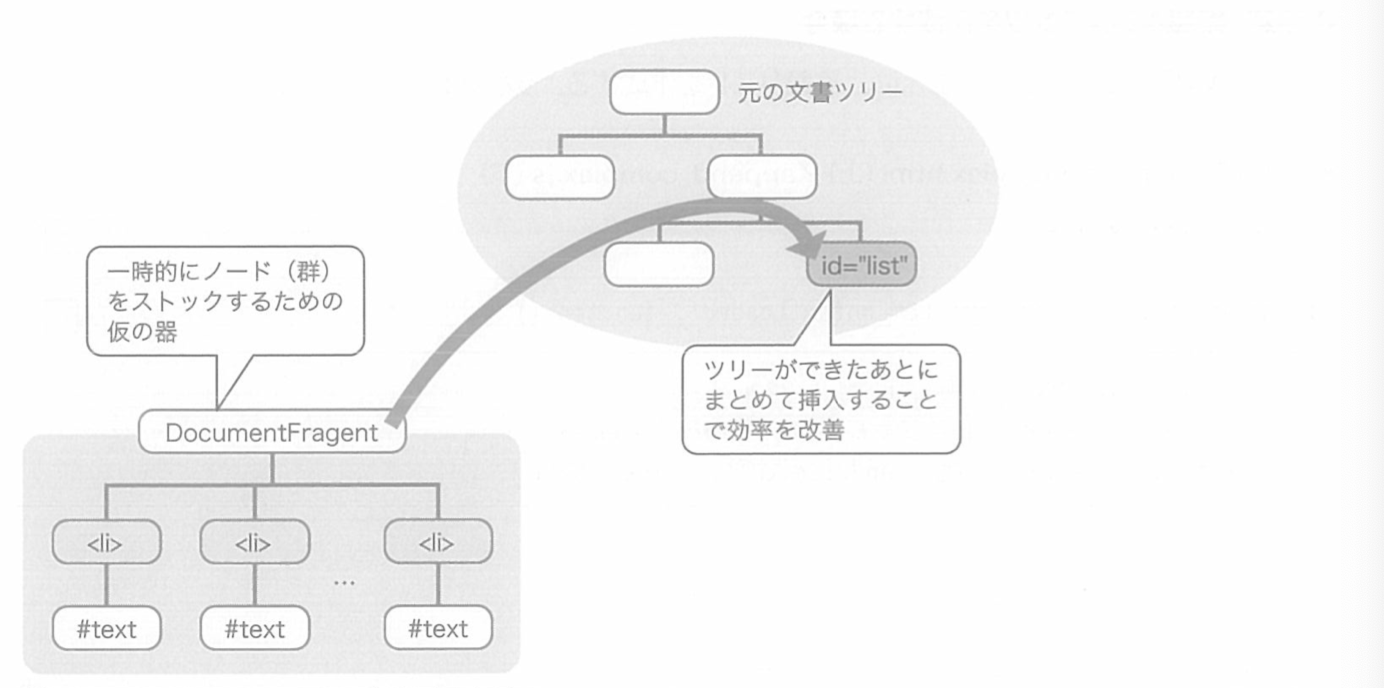 元の文書ツリー
id="list"
一時的にノード（群）
をストックするための
仮の器
ツリーができたあとに
まとめて挿入すること
で効率を改善
DocumentFragent
<li>
<li>
<li>
…
#text
#text
#text